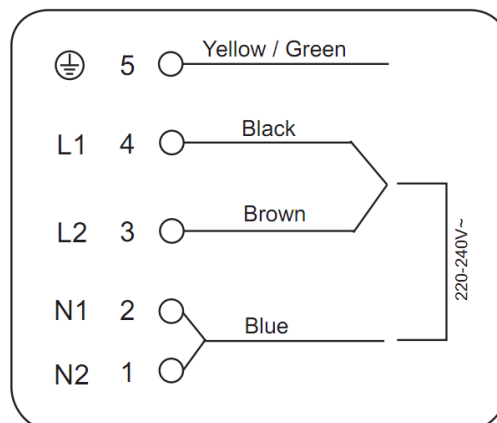 5 Yellow / Green
L1 4 Black
L2 3 Brown
220-240V~
N1 2
Blue
N2 1